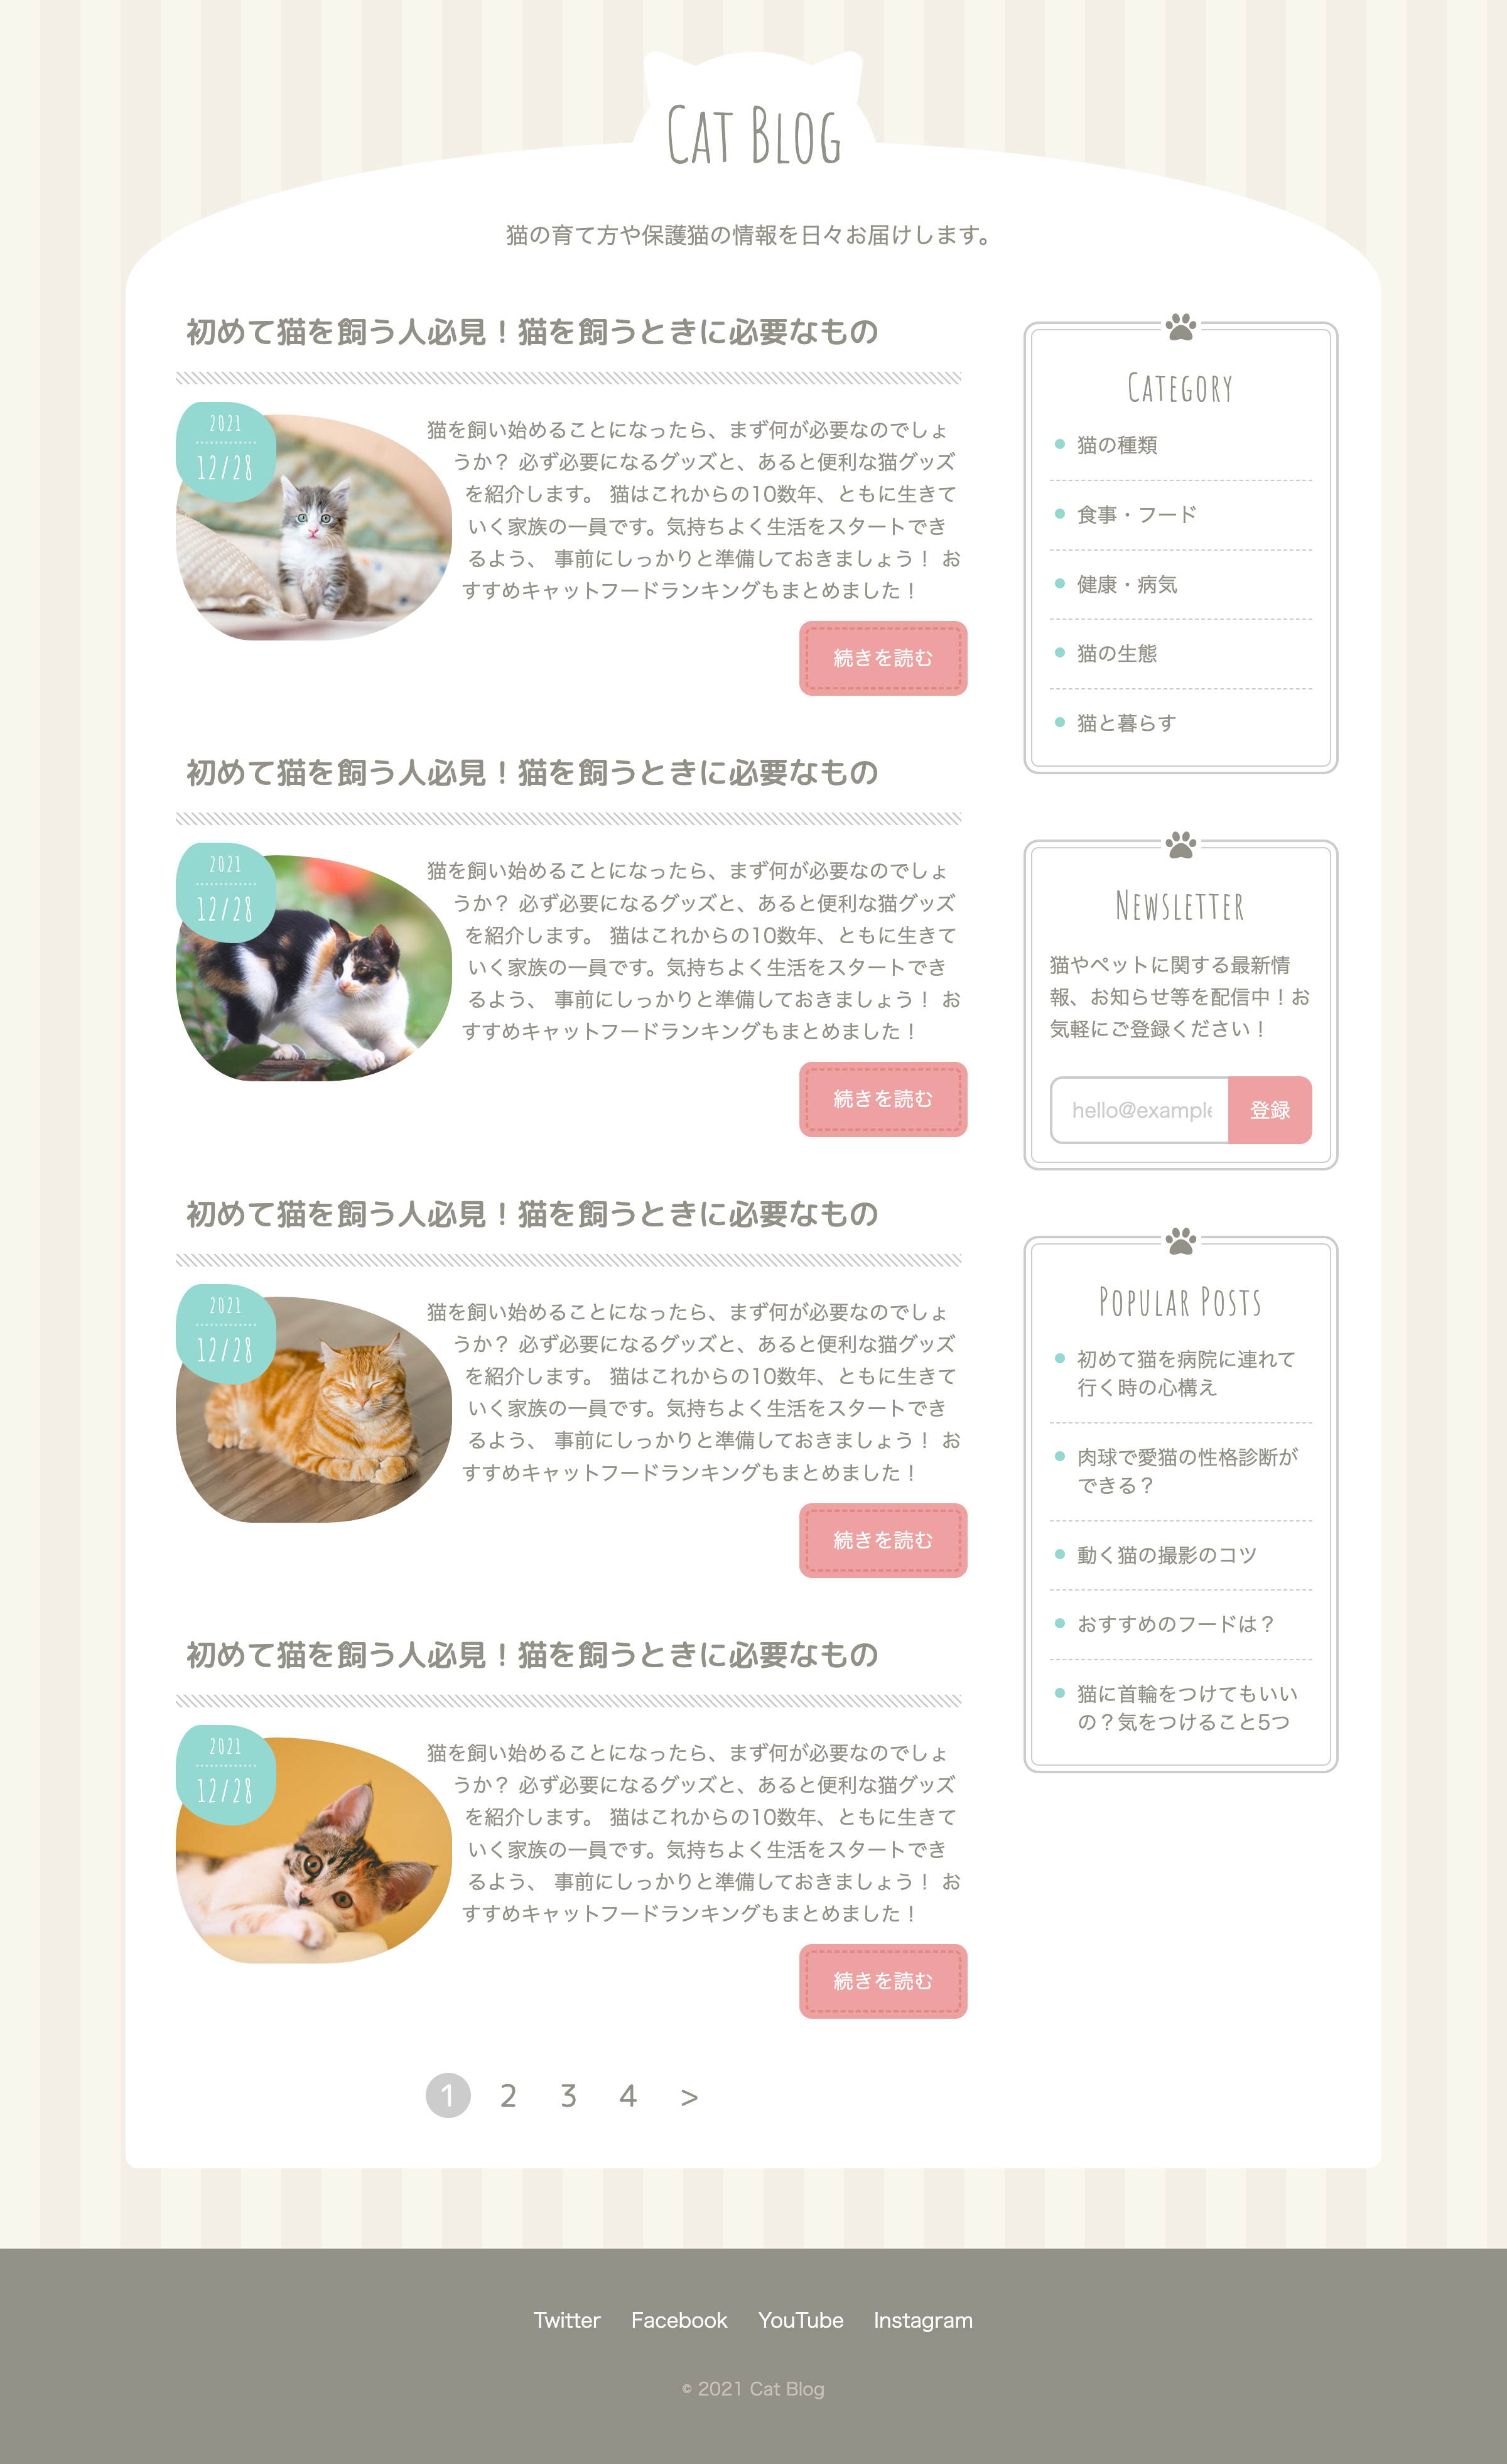 Cat Blog
猫の育て方や保護猫の情報を日々お届けします。
初めて猫を飼う人必見！猫を飼うときに必要なもの
2021
12/28
猫を飼い始めることになったら、まず何が必要なのでしょ
うか？ 必ず必要になるグッズと、あると便利な猫グッズ
を紹介します。 猫はこれからの10数年、ともに生きて
いく家族の一員です。気持ちよく生活をスタートでき
るよう、 事前にしっかりと準備しておきましょう！ お
すすめキャットフードランキングもまとめました！
続きを読む
初めて猫を飼う人必見！猫を飼うときに必要なもの
2021
12/28
猫を飼い始めることになったら、まず何が必要なのでしょ
うか？ 必ず必要になるグッズと、あると便利な猫グッズ
を紹介します。 猫はこれからの10数年、ともに生きて
いく家族の一員です。気持ちよく生活をスタートでき
るよう、 事前にしっかりと準備しておきましょう！ お
すすめキャットフードランキングもまとめました！
続きを読む
初めて猫を飼う人必見！猫を飼うときに必要なもの
2021
12/28
猫を飼い始めることになったら、まず何が必要なのでしょ
うか？ 必ず必要になるグッズと、あると便利な猫グッズ
を紹介します。 猫はこれからの10数年、ともに生きて
いく家族の一員です。気持ちよく生活をスタートでき
るよう、 事前にしっかりと準備しておきましょう！ お
すすめキャットフードランキングもまとめました！
続きを読む
初めて猫を飼う人必見！猫を飼うときに必要なもの
2021
12/28
猫を飼い始めることになったら、まず何が必要なのでしょ
うか？ 必ず必要になるグッズと、あると便利な猫グッズ
を紹介します。 猫はこれからの10数年、ともに生きて
いく家族の一員です。気持ちよく生活をスタートでき
るよう、 事前にしっかりと準備しておきましょう！ お
すすめキャットフードランキングもまとめました！
続きを読む
1 2 3 4 >
Category
猫の種類
食事・フード
健康・病気
猫の生態
猫と暮らす
Newsletter
猫やペットに関する最新情
報、お知らせ等を配信中！お
気軽にご登録ください！
hello@example
登録
Popular Posts
初めて猫を病院に連れて
行く時の心構え
肉球で愛猫の性格診断が
できる？
動く猫の撮影のコツ
おすすめのフードは？
猫に首輪をつけてもいい
の？気をつけること5つ
Twitter Facebook YouTube Instagram
© 2021 Cat Blog